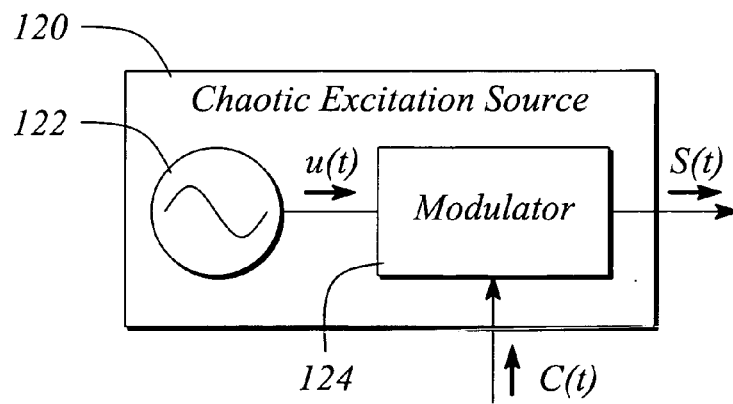 120
Chaotic Excitation Source
122
u(t)
S(t)
Modulator
124
C(t)